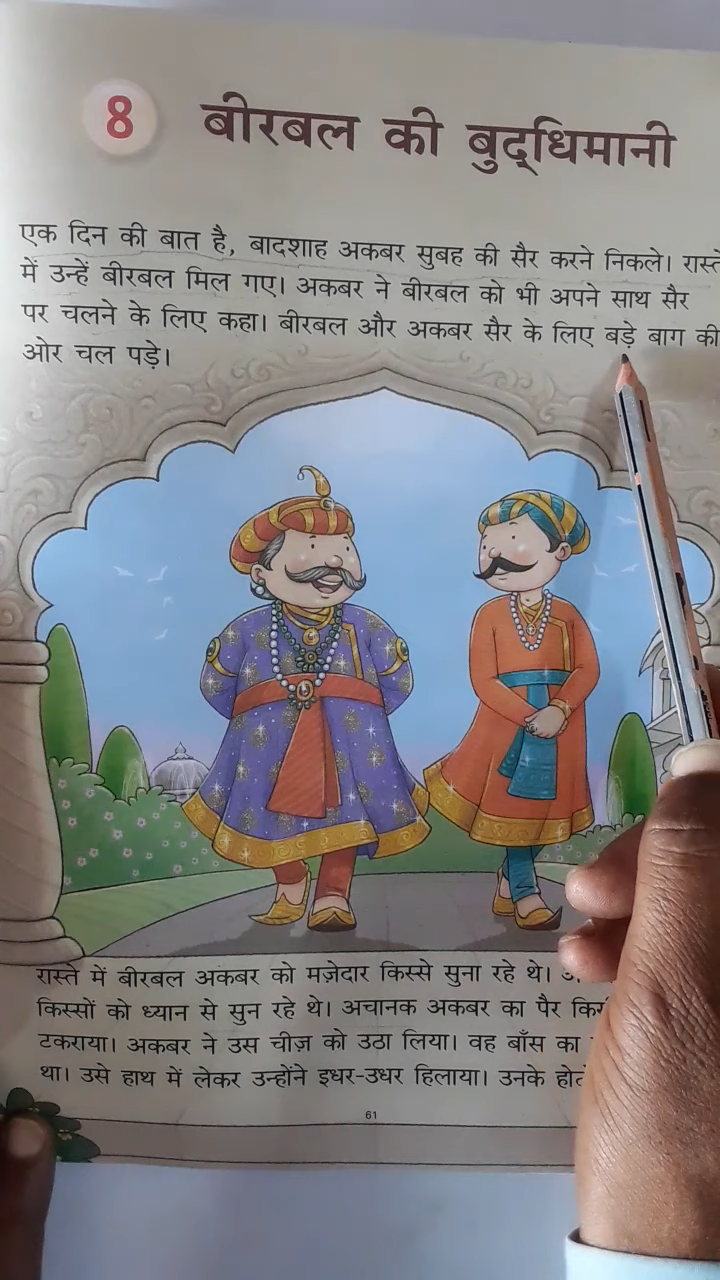 8 बीरबल की बुद्‌धिमानी
एक दिन की बात है, बादशाह अकबर सुबह की सैर करने निकले। रास्ते
में उन्हें बीरबल मिल गए। अकबर ने बीरबल को भी अपने साथ सैर
पर चलने के लिए कहा। बीरबल और अकबर सैर के लिए बड़े बाग की
ओर चल पड़े।
रास्ते में बीरबल अकबर को मज़ेदार किस्से सुना रहे थे।
किस्सों को ध्यान से सुन रहे थे। अचानक अकबर का पैर
टकराया। अकबर ने उस चीज़ को उठा लिया। वह बाँस का
था। उसे हाथ में लेकर उन्होंने इधर-उधर हिलाया। उनके
61